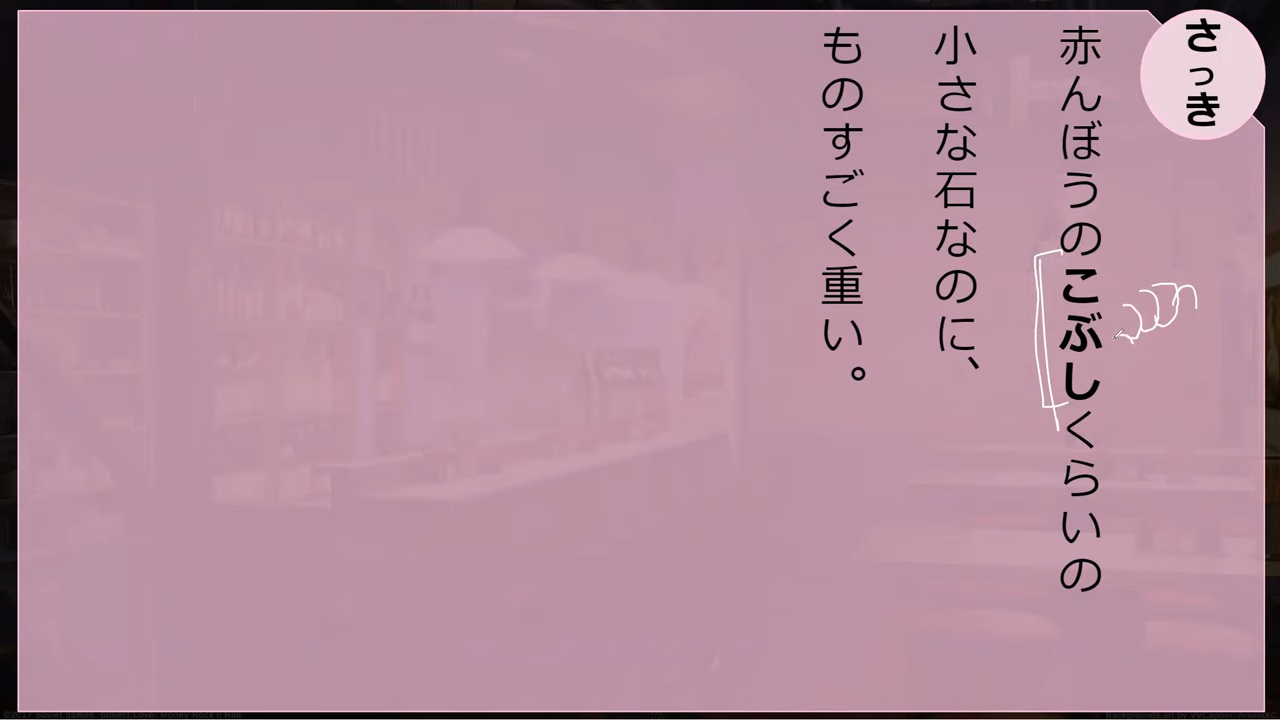 さっき
赤んぼうのこぶしくらいの
小さな石なのに、
ものすごく重い。